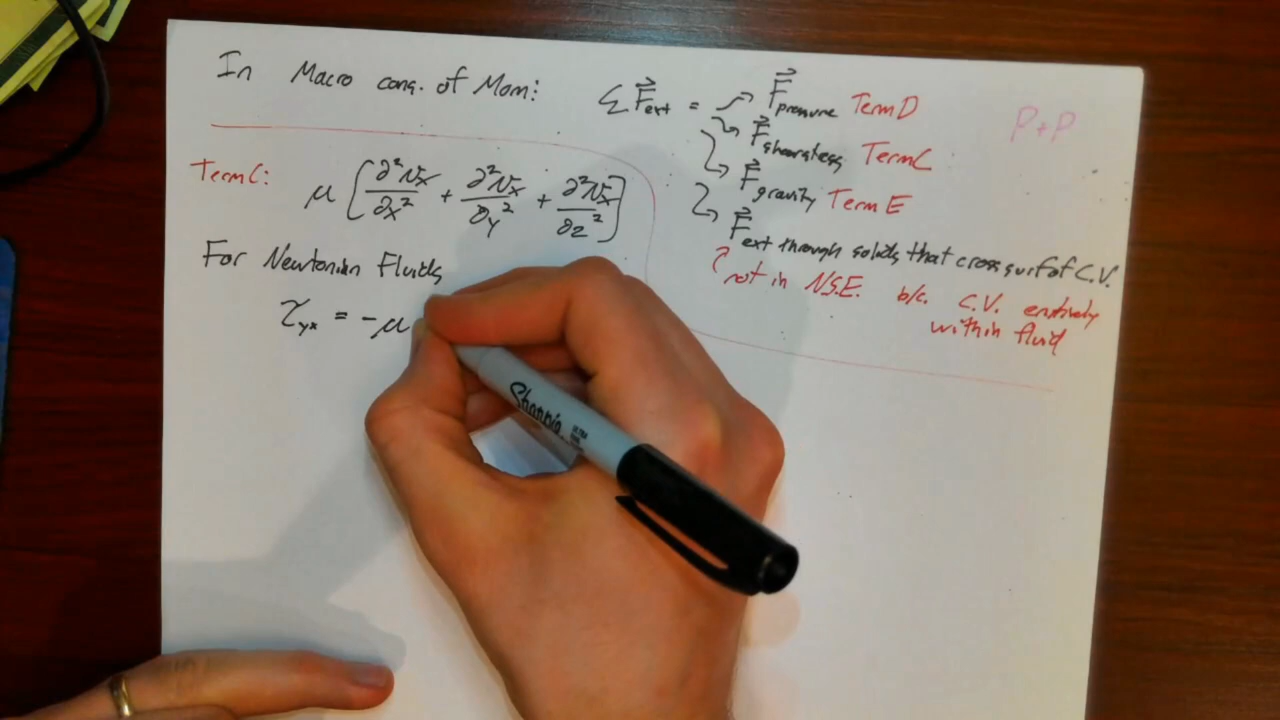 In Macro cons. of Mom:
Σ F⃗ext = → F⃗pressure Term D
→ F⃗shearstress Term C
→ F⃗gravity Term E
→ F⃗ext through solids that cross surf of C.V.
not in N.S.E. b/c. C.V. entirely
within fluid
P+P
Term C: μ [∂²vx/∂x² + ∂²vx/∂y² + ∂²vx/∂z²]
For Newtonian Fluids
τyx = -μ
Sharpie